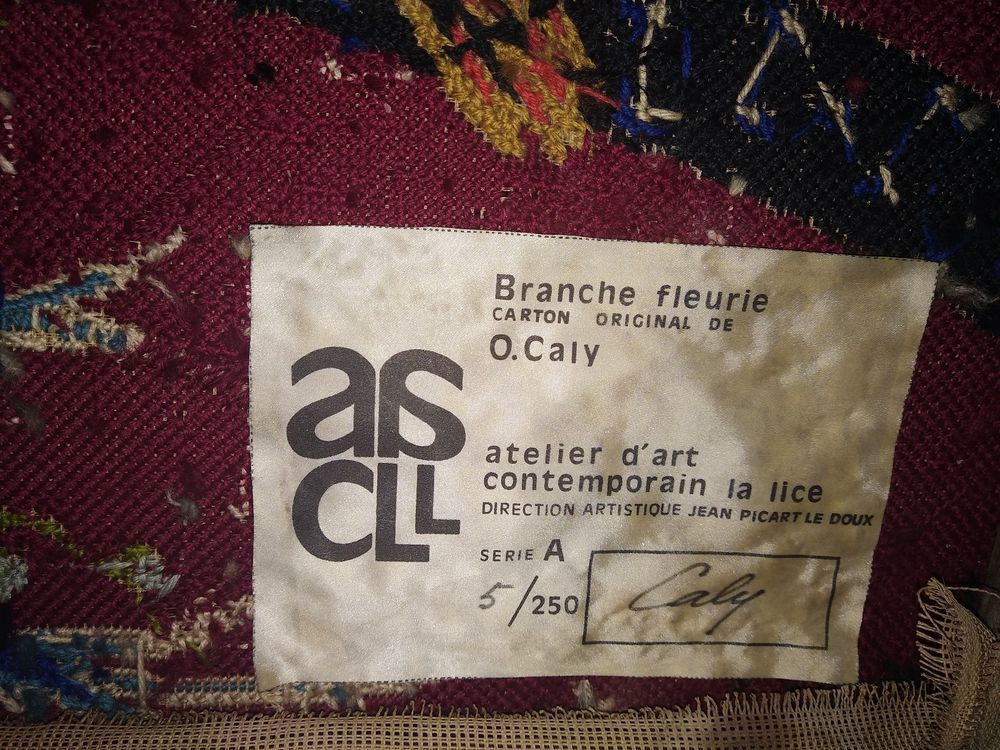 Branche fleurie
CARTON ORIGINAL DE
O.Caly
aa
CLL
atelier d'art
contemporain la lice
DIRECTION ARTISTIQUE JEAN PICART LE DOUX
SERIE A
5/250
Caly